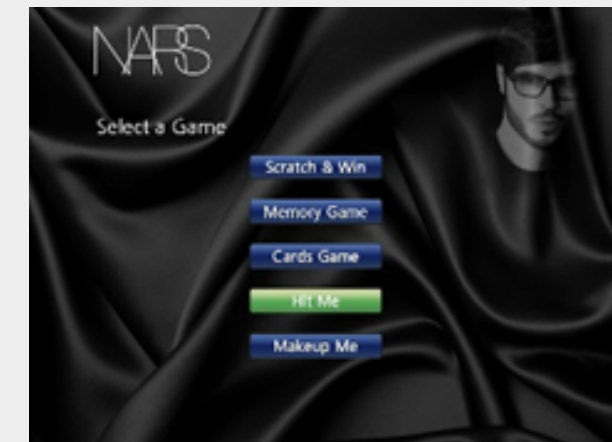 NARS
Select a Game
Scratch & Win
Memory Game
Cards Game
Hit Me
Makeup Me